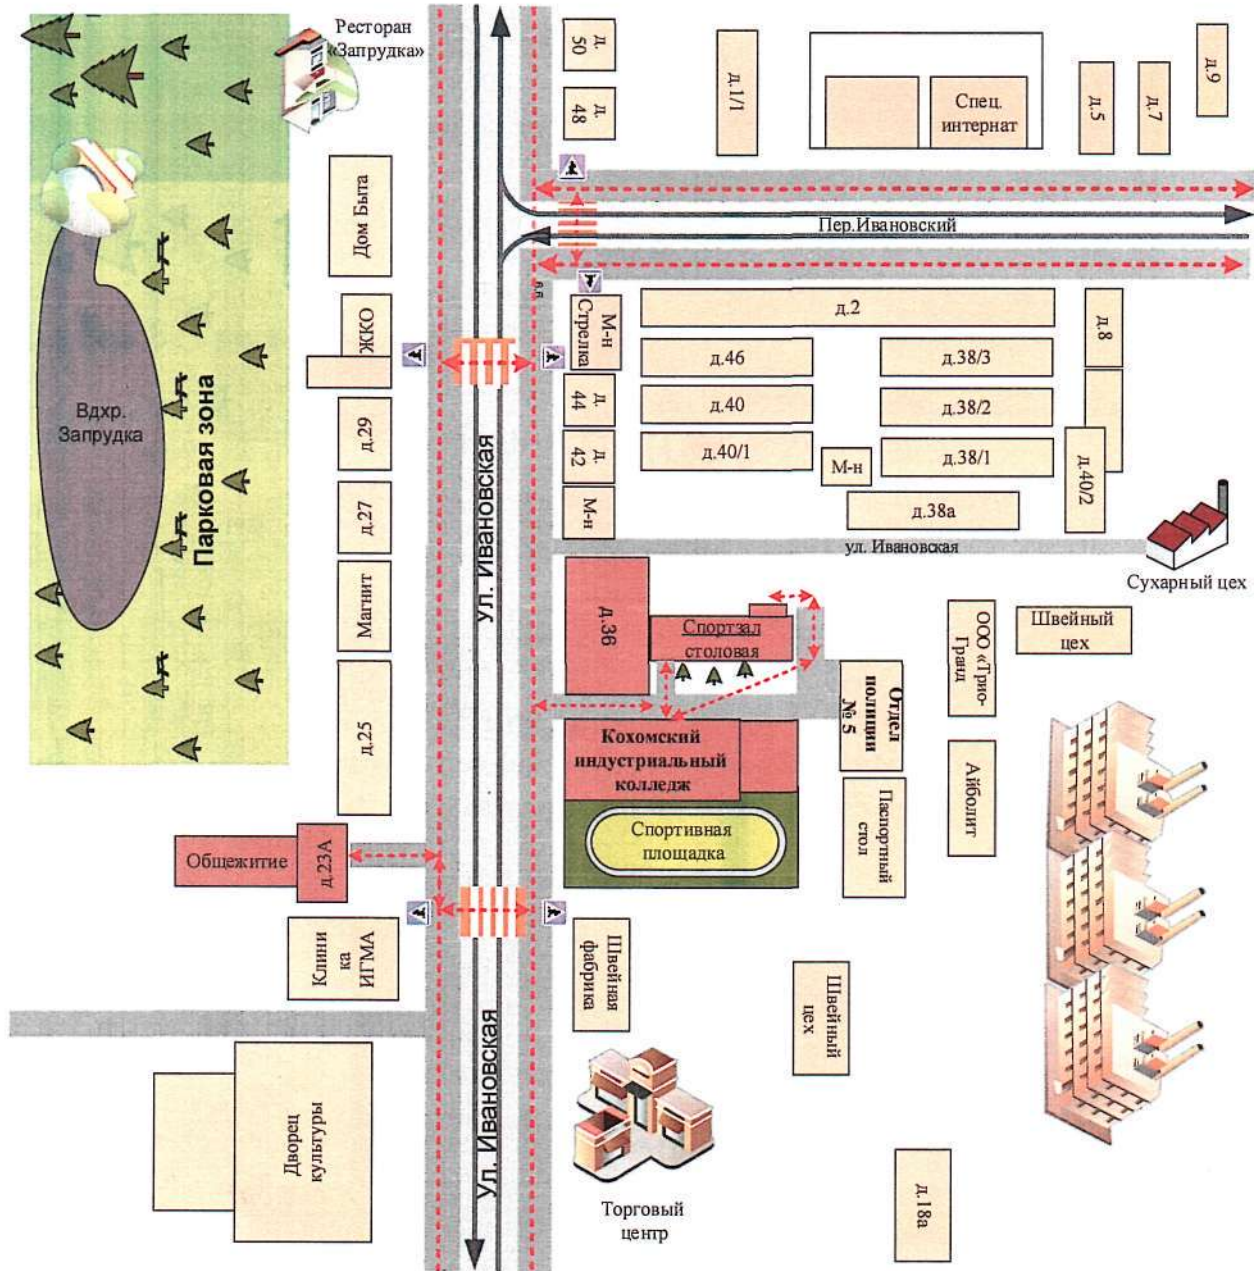 Ресторан
«Запрудка»
д.
50
д.
48
д.1/1
Спец.
интернат
д.5
д.7
д.9
Дом Быта
Пер.Ивановский
ЖКО
М-н
Стрелка
д.2
д.8
д.46
д.38/3
д.
44
д.40
д.38/2
д.
42
д.40/1
М-н
д.38/1
д.40/2
М-н
д.38а
ул. Ивановская
Сухарный цех
Вдхр.
Запрудка
Парковая зона
д.29
д.27
Магнит
д.25
ул. Ивановская
д.36
Спортзал
столовая
Отдел
полиции
№ 5
ООО «Трио-
Гранд
Швейный
цех
Кохомский
индустриальный
колледж
Айболит
Паспортный
стол
Спортивная
площадка
Общежитие
д.23А
Клини
ка
ИГМА
Швейная
фабрика
Швейный
цех
Ул. Ивановская
Дворец
культуры
Торговый
центр
д.18а